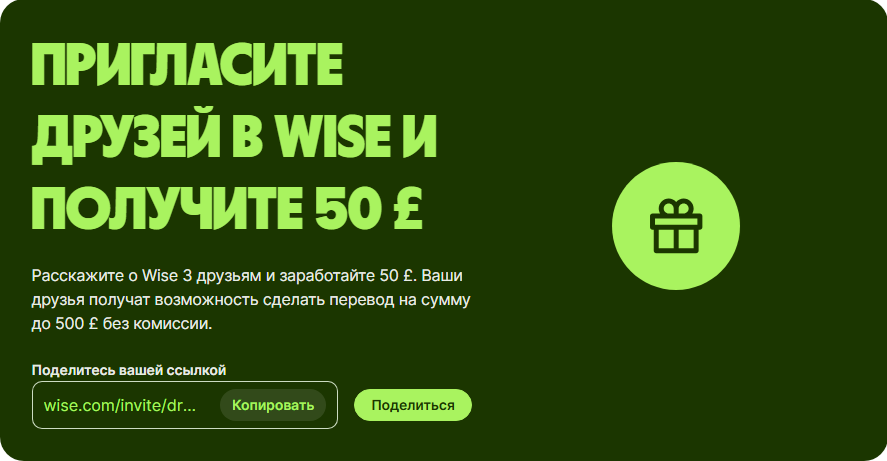 ПРИГЛАСИТЕ
ДРУЗЕЙ В WISE И
ПОЛУЧИТЕ 50 £
Расскажите о Wise 3 друзьям и заработайте 50 £. Ваши
друзья получат возможность сделать перевод на сумму
до 500 £ без комиссии.
Поделитесь вашей ссылкой
wise.com/invite/dr... Копировать Поделиться